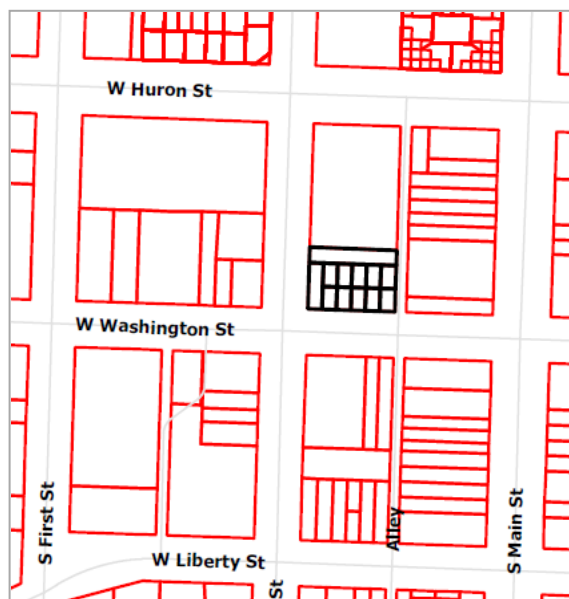 W Huron St
W Washington St
S First St
Alley
S Main St
W Liberty St
St